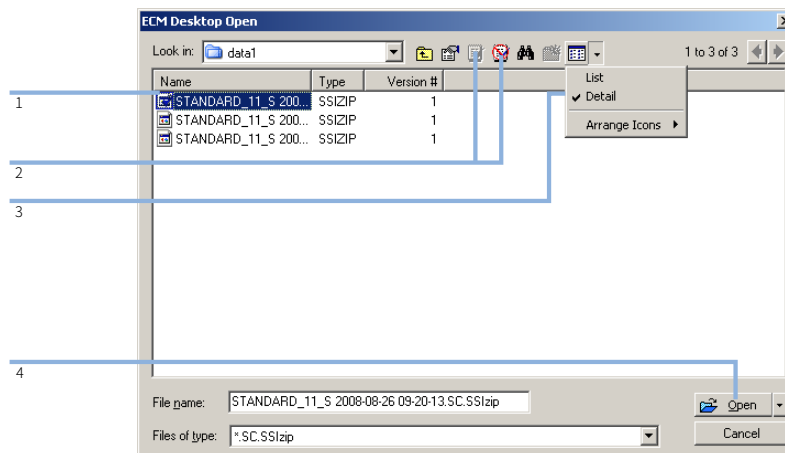 ECM Desktop Open
Look in: data1
1 to 3 of 3
Name Type Version #
List
1
STANDARD_11_S 200... SSIZIP 1
Detail
STANDARD_11_S 200... SSIZIP 1
Arrange Icons
STANDARD_11_S 200... SSIZIP 1
2
3
4
File name: STANDARD_11_S 2008-08-26 09-20-13.SC.SSIzip
Open
Files of type: *.SC.SSIzip
Cancel